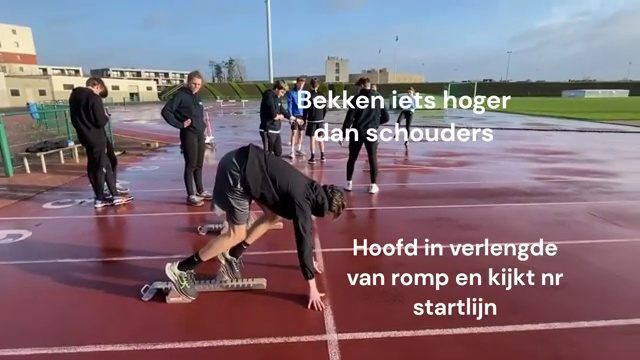 Bekken iets hoger
dan schouders
Hoofd in verlengde
van romp en kijkt nr
startlijn